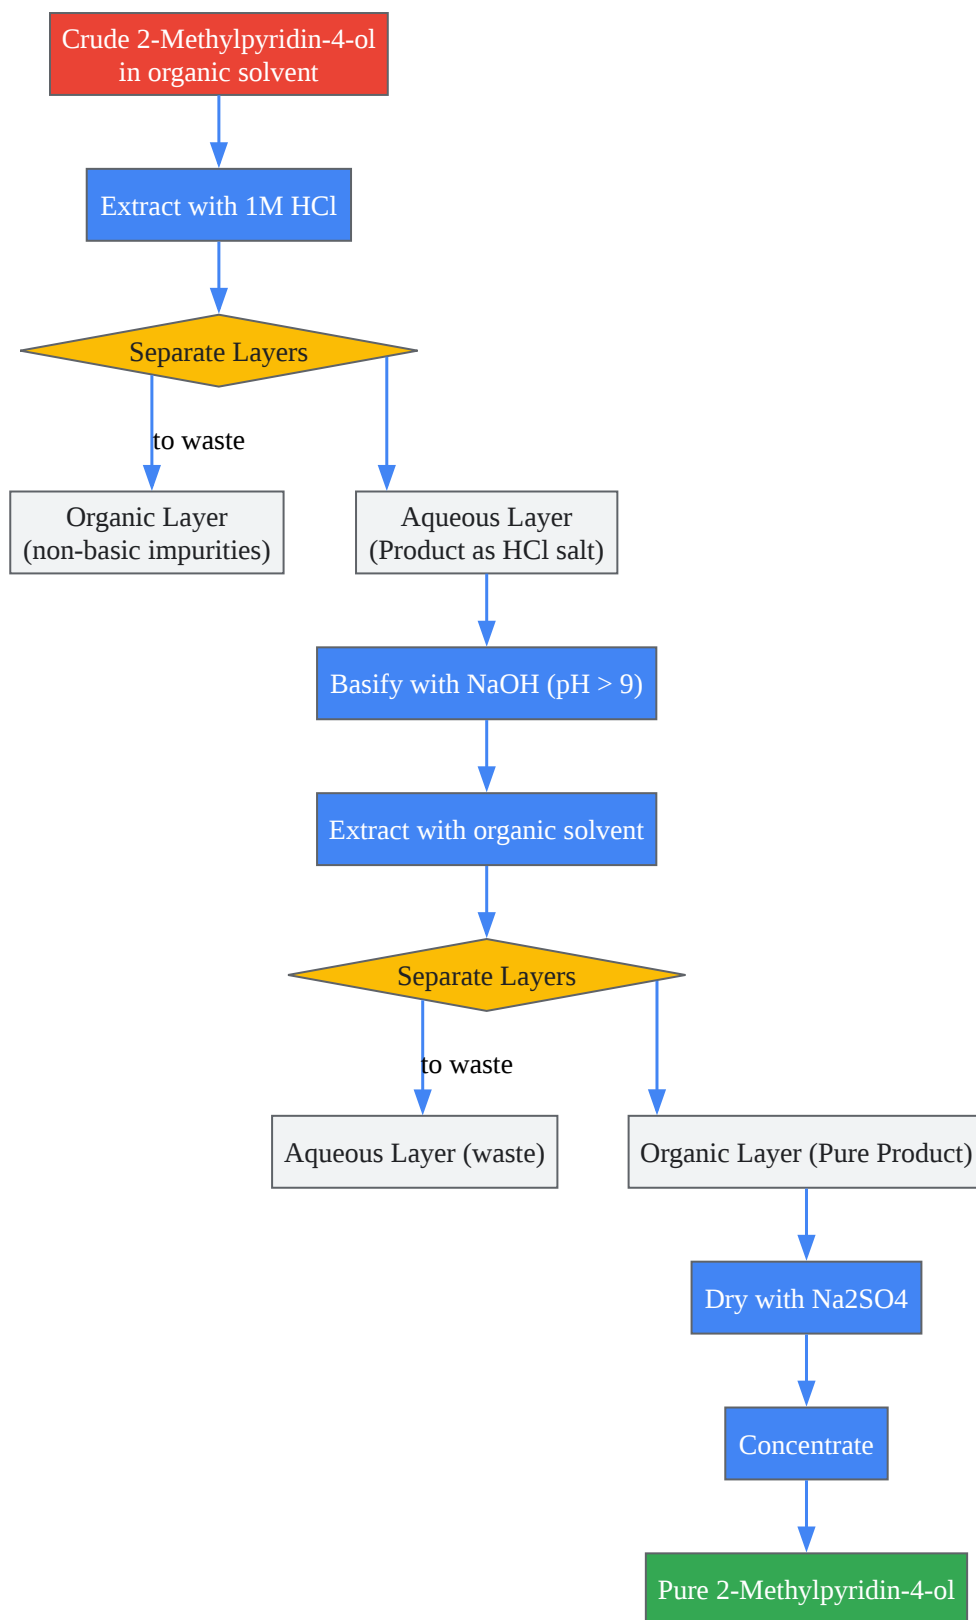 Crude 2-Methylpyridin-4-ol
in organic solvent
Extract with 1M HCl
Separate Layers
to waste
Organic Layer
(non-basic impurities)
Aqueous Layer
(Product as HCl salt)
Basify with NaOH (pH > 9)
Extract with organic solvent
Separate Layers
to waste
Aqueous Layer (waste)
Organic Layer (Pure Product)
Dry with Na2SO4
Concentrate
Pure 2-Methylpyridin-4-ol